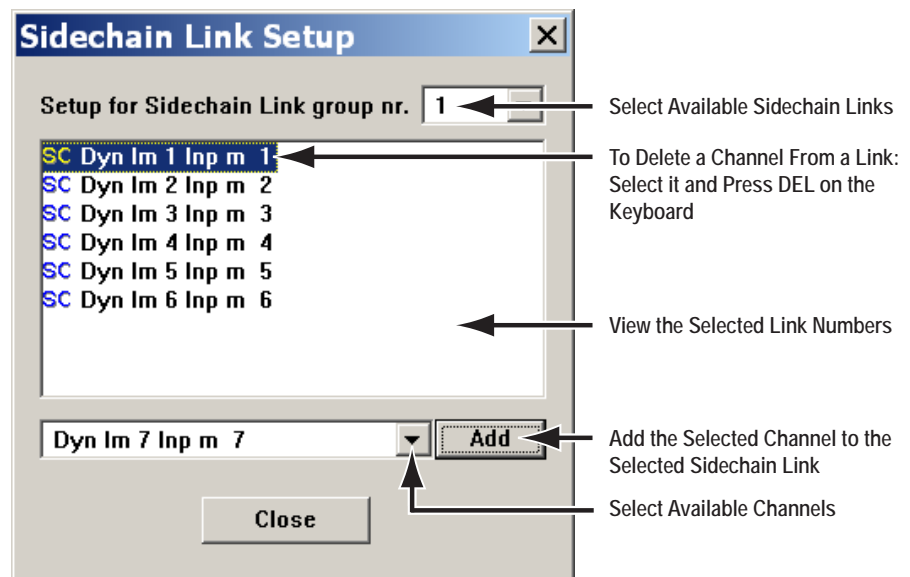 Sidechain Link Setup
Setup for Sidechain Link group nr. 1
Select Available Sidechain Links
SC Dyn Im 1 Inp m 1
SC Dyn Im 2 Inp m 2
SC Dyn Im 3 Inp m 3
SC Dyn Im 4 Inp m 4
SC Dyn Im 5 Inp m 5
SC Dyn Im 6 Inp m 6
To Delete a Channel From a Link:
Select it and Press DEL on the
Keyboard
View the Selected Link Numbers
Dyn Im 7 Inp m 7
Add
Add the Selected Channel to the
Selected Sidechain Link
Select Available Channels
Close